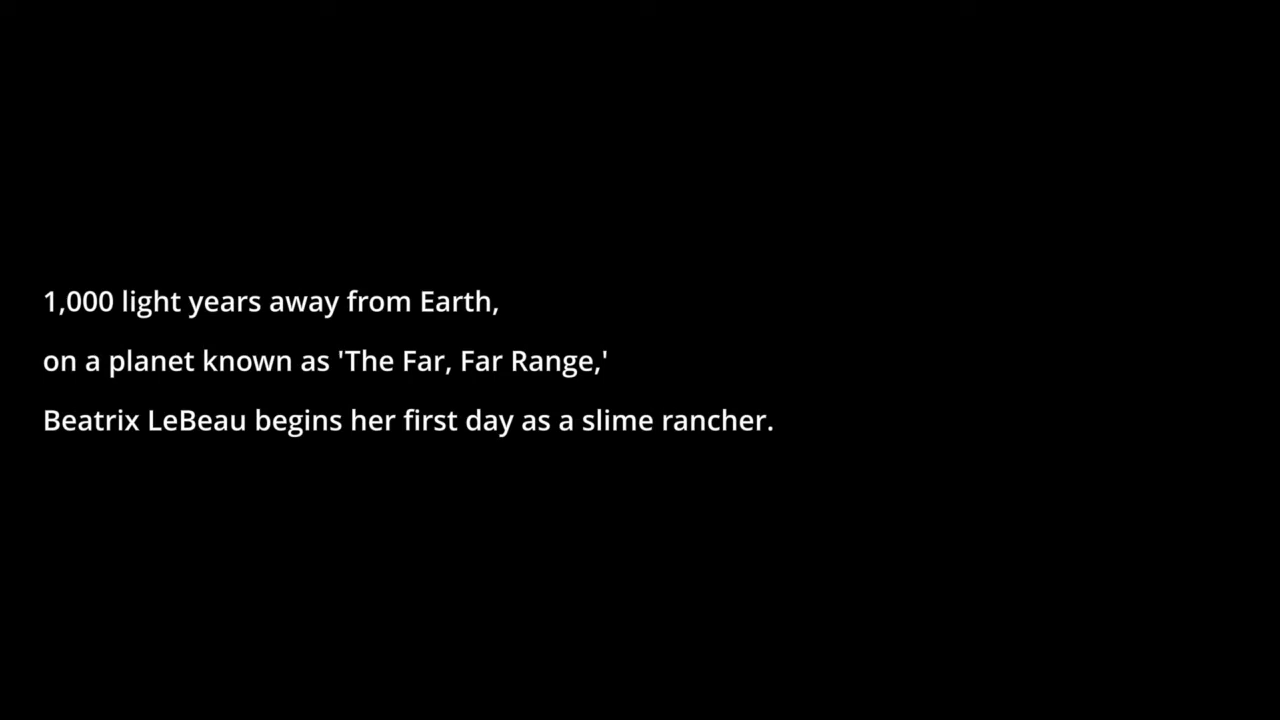 1,000 light years away from Earth,
on a planet known as 'The Far, Far Range,'
Beatrix LeBeau begins her first day as a slime rancher.